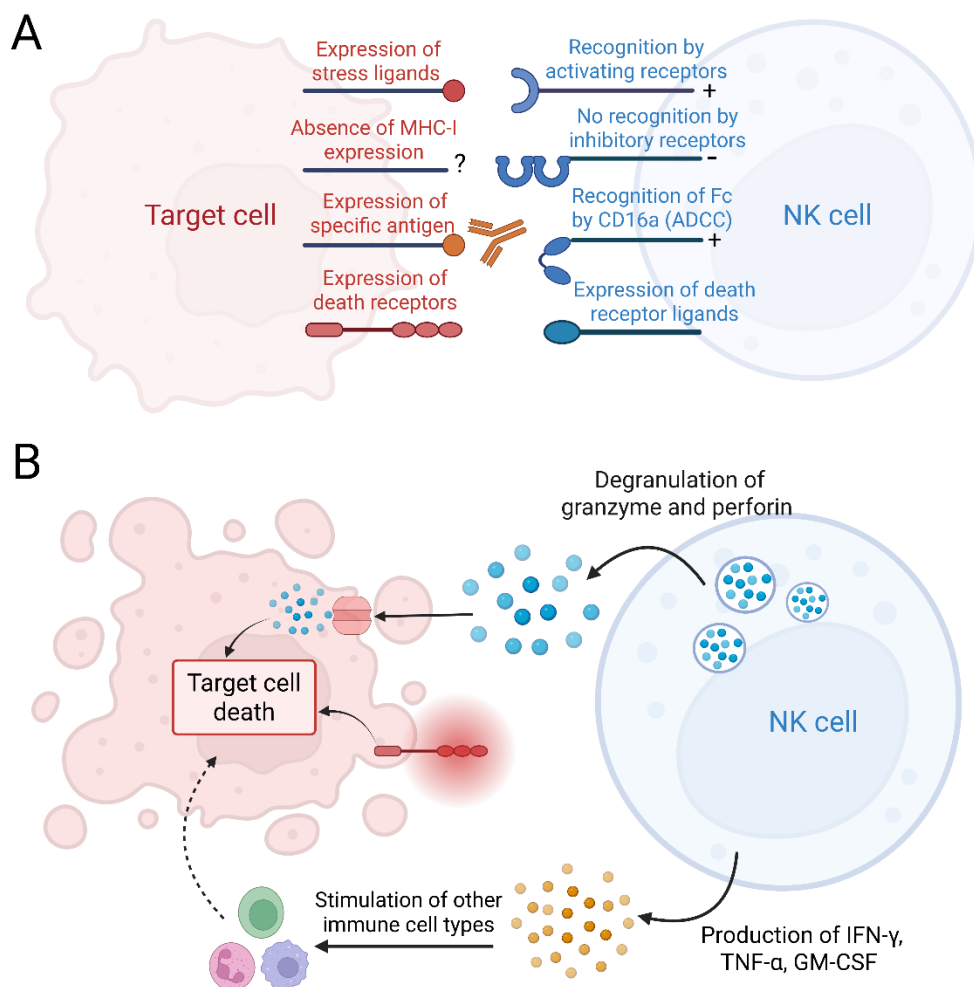 A
Expression of
stress ligands
Recognition by
activating receptors
+
Absence of MHC-I
expression
?
No recognition by
inhibitory receptors
-
Target cell
NK cell
Expression of
specific antigen
Recognition of Fc
by CD16a (ADCC)
+
Expression of
death receptors
Expression of death
receptor ligands
B
Degranulation of
granzyme and perforin
Target cell
death
NK cell
Stimulation of other
immune cell types
Production of IFN-γ,
TNF-α, GM-CSF